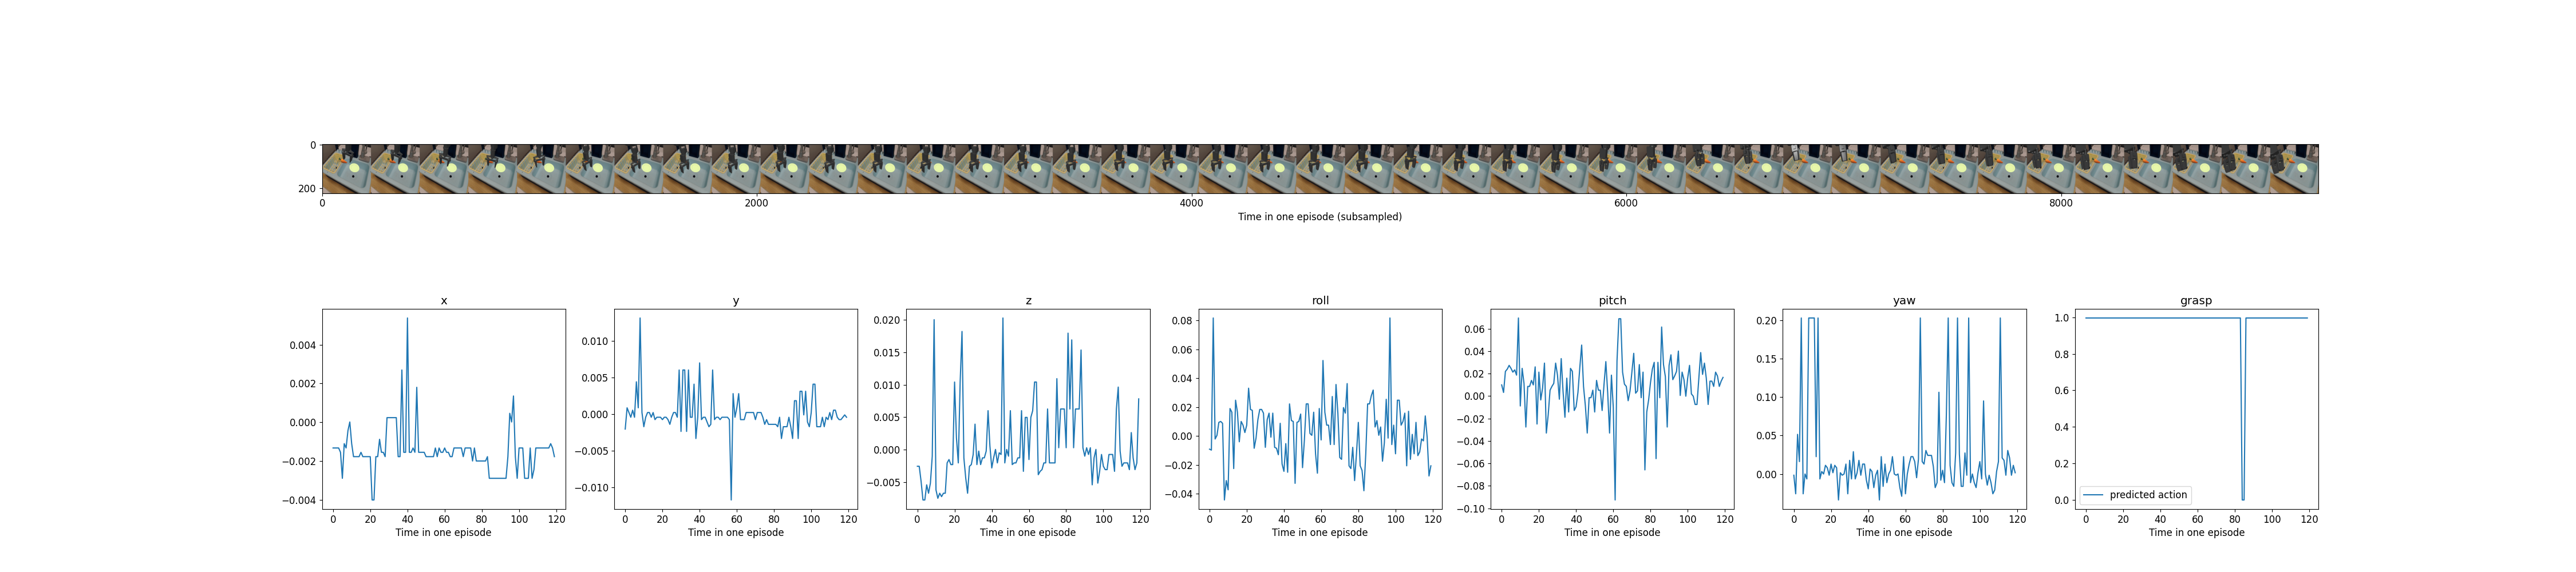 0
200
0 2000 4000 6000 8000
Time in one episode (subsampled)
x
0.004
0.002
0.000
−0.002
−0.004
0 20 40 60 80 100 120
Time in one episode
y
0.010
0.005
0.000
−0.005
−0.010
0 20 40 60 80 100 120
Time in one episode
z
0.020
0.015
0.010
0.005
0.000
−0.005
0 20 40 60 80 100 120
Time in one episode
roll
0.08
0.06
0.04
0.02
0.00
−0.02
−0.04
0 20 40 60 80 100 120
Time in one episode
pitch
0.06
0.04
0.02
0.00
−0.02
−0.04
−0.06
−0.08
−0.10
0 20 40 60 80 100 120
Time in one episode
yaw
0.20
0.15
0.10
0.05
0.00
0 20 40 60 80 100 120
Time in one episode
grasp
1.0
0.8
0.6
0.4
0.2
0.0
predicted action
0 20 40 60 80 100 120
Time in one episode